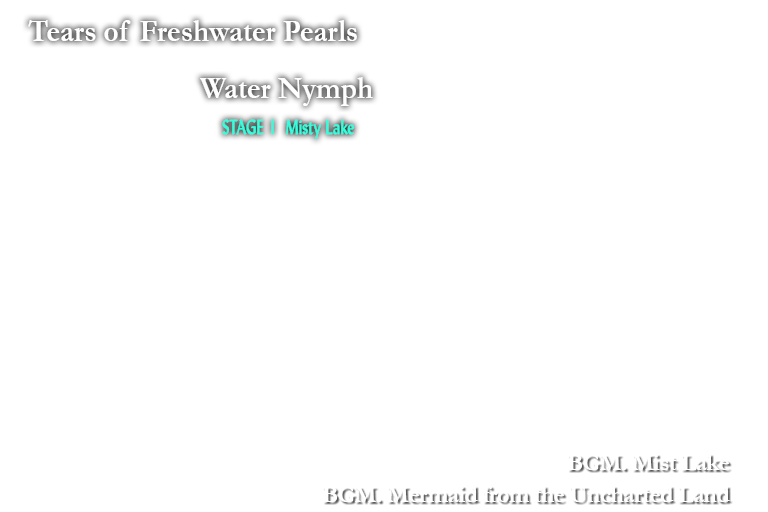 Tears of Freshwater Pearls
Water Nymph
STAGE 1 Misty Lake
BGM. Mist Lake
BGM. Mermaid from the Uncharted Land